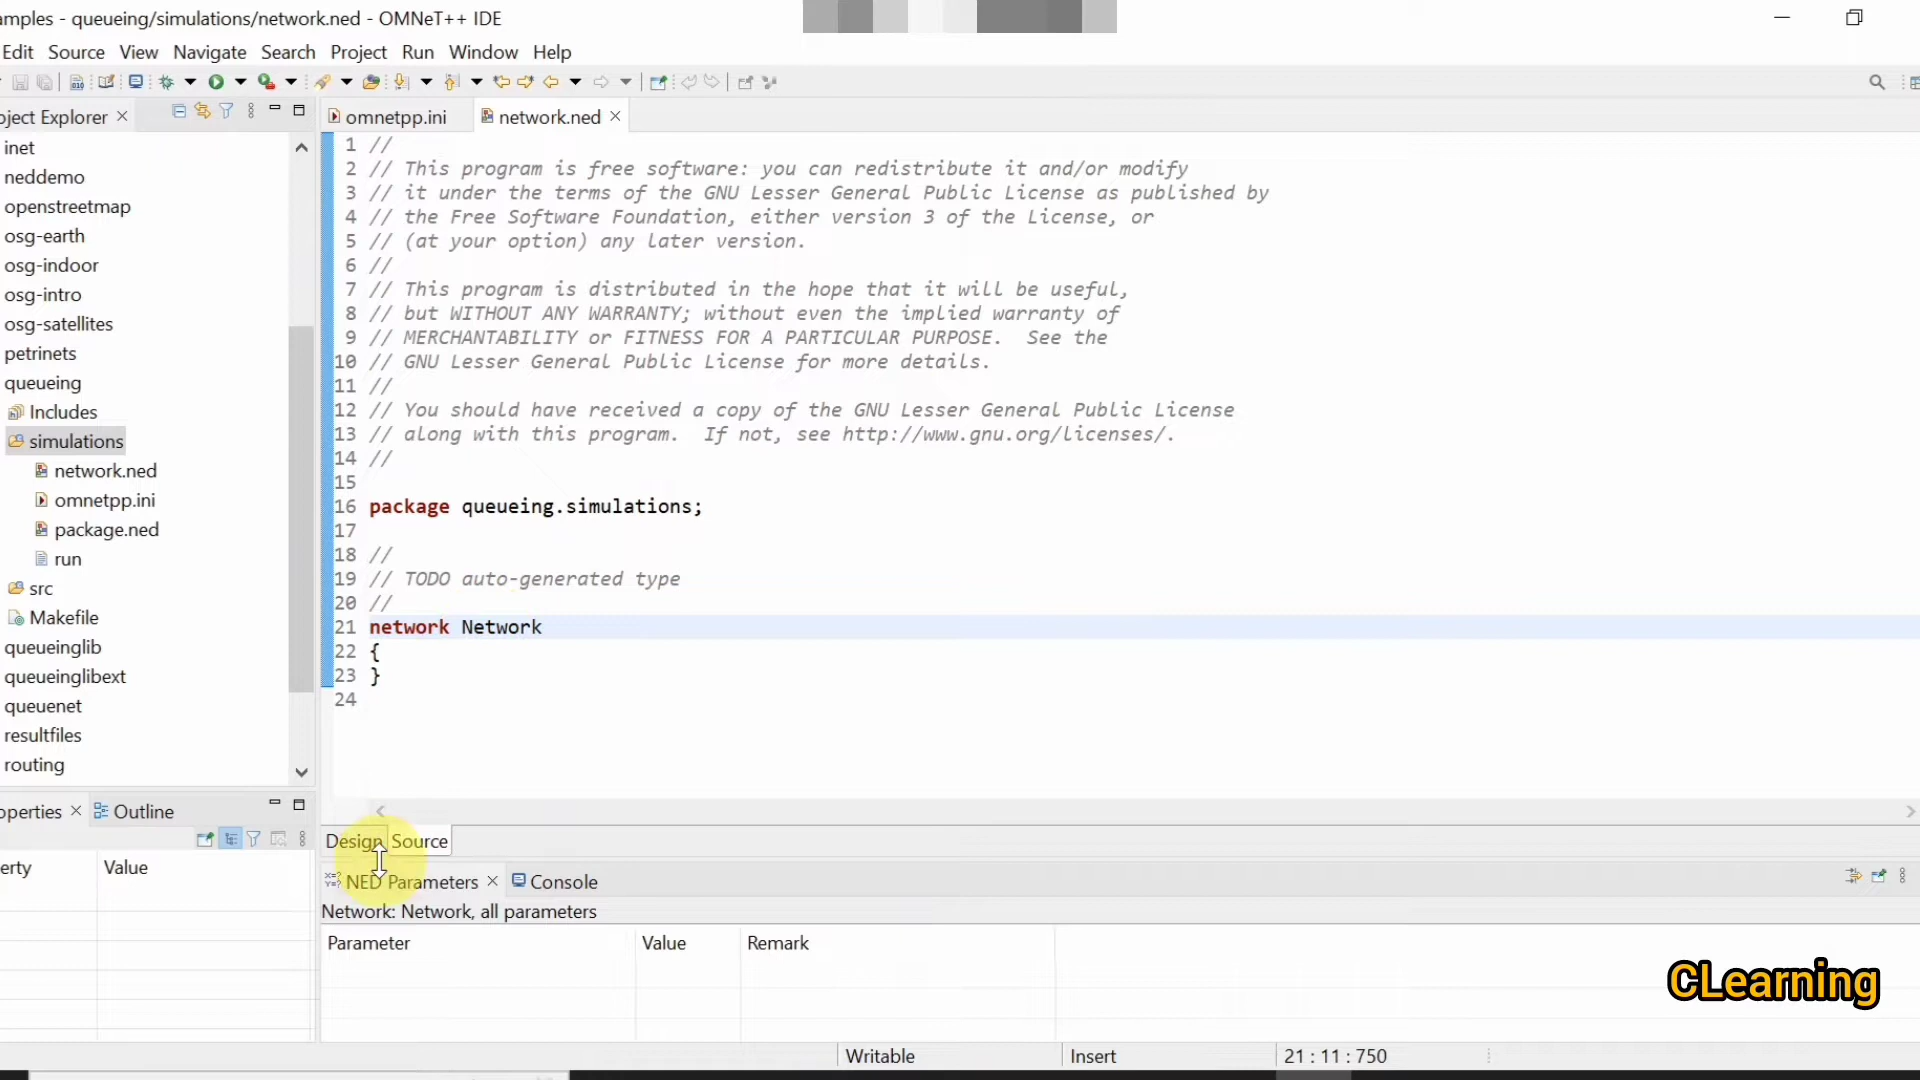 amples - queueing/simulations/network.ned - OMNeT++ IDE
Edit Source View Navigate Search Project Run Window Help
oject Explorer
omnetpp.ini
network.ned
inet
neddemo
openstreetmap
osg-earth
osg-indoor
osg-intro
osg-satellites
petrinets
queueing
Includes
simulations
network.ned
omnetpp.ini
package.ned
run
src
Makefile
queueinglib
queueinglibext
queuenet
resultfiles
routing
1 //
2 // This program is free software: you can redistribute it and/or modify
3 // it under the terms of the GNU Lesser General Public License as published by
4 // the Free Software Foundation, either version 3 of the License, or
5 // (at your option) any later version.
6 //
7 // This program is distributed in the hope that it will be useful,
8 // but WITHOUT ANY WARRANTY; without even the implied warranty of
9 // MERCHANTABILITY or FITNESS FOR A PARTICULAR PURPOSE.  See the
10 // GNU Lesser General Public License for more details.
11 //
12 // You should have received a copy of the GNU Lesser General Public License
13 // along with this program.  If not, see http://www.gnu.org/licenses/.
14 //
15
16 package queueing.simulations;
17
18 //
19 // TODO auto-generated type
20 //
21 network Network
22 {
23 }
24
operties
Outline
erty Value
Design Source
NED Parameters
Console
Network: Network, all parameters
Parameter Value Remark
CLearning
Writable Insert 21 : 11 : 750